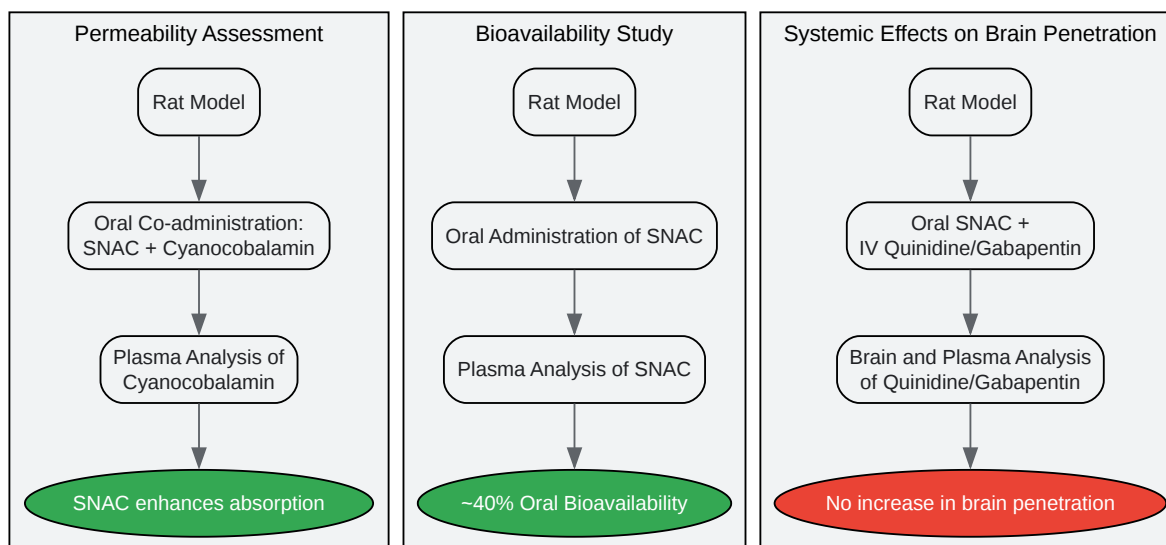 Permeability Assessment
Rat Model
Oral Co-administration:
SNAC + Cyanocobalamin
Plasma Analysis of
Cyanocobalamin
SNAC enhances absorption
Bioavailability Study
Rat Model
Oral Administration of SNAC
Plasma Analysis of SNAC
~40% Oral Bioavailability
Systemic Effects on Brain Penetration
Rat Model
Oral SNAC +
IV Quinidine/Gabapentin
Brain and Plasma Analysis
of Quinidine/Gabapentin
No increase in brain penetration